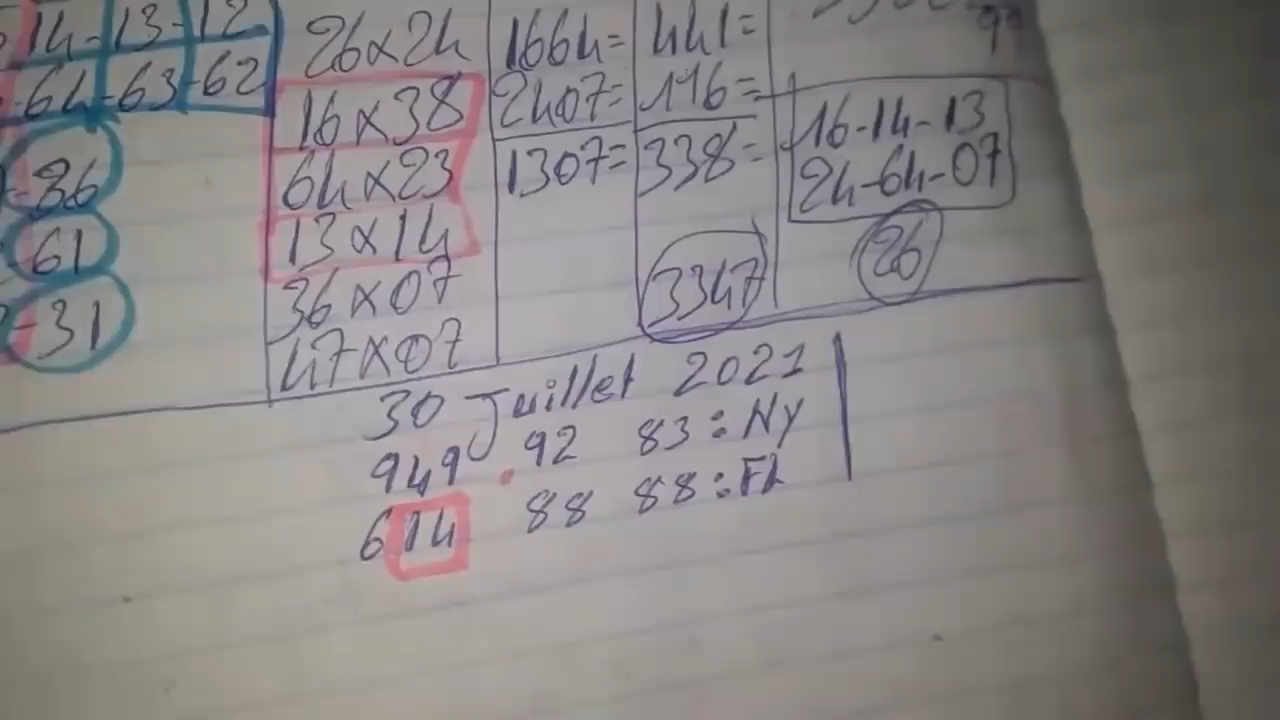 14-13-12
-64-63-62
-36
-61
-31
26x24
16x38
64x23
13x14
36x07
47x07
1664=
2407=
1307=
441=
116=
338=
3347
99
16-14-13
24-64-07
26
30 Juillet 2021
949 92 83:NY
614 88 88:FL